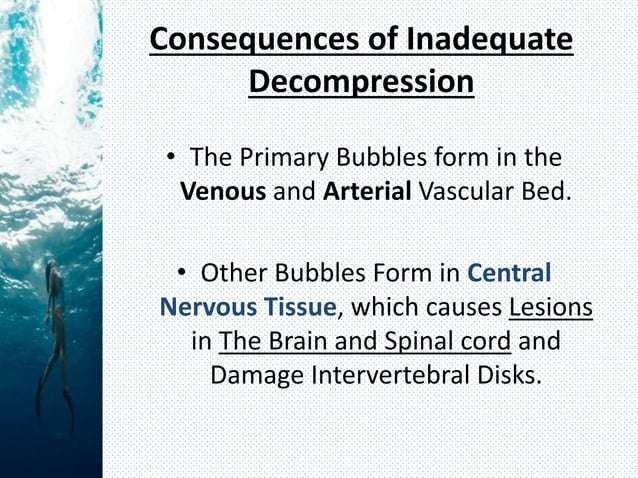 Consequences of Inadequate
Decompression
• The Primary Bubbles form in the
Venous and Arterial Vascular Bed.
• Other Bubbles Form in Central
Nervous Tissue, which causes Lesions
in The Brain and Spinal cord and
Damage Intervertebral Disks.